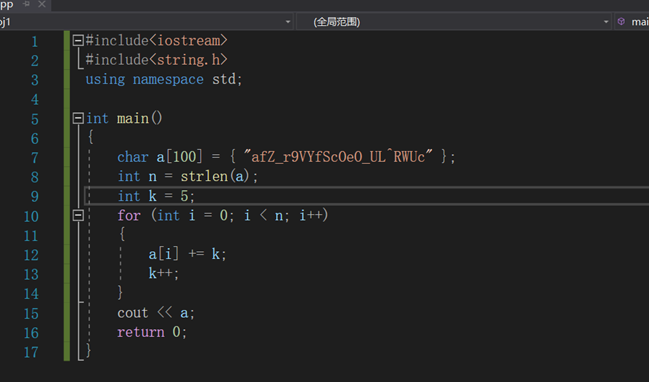 pp
oj1 (全局范围) mai
1 #include<iostream>
2 #include<string.h>
3 using namespace std;
4
5 int main()
6 {
7 char a[100] = { "afZ_r9VYfScOeO_UL^RWUc" };
8 int n = strlen(a);
9 int k = 5;
10 for (int i = 0; i < n; i++)
11 {
12 a[i] += k;
13 k++;
14 }
15 cout << a;
16 return 0;
17 }